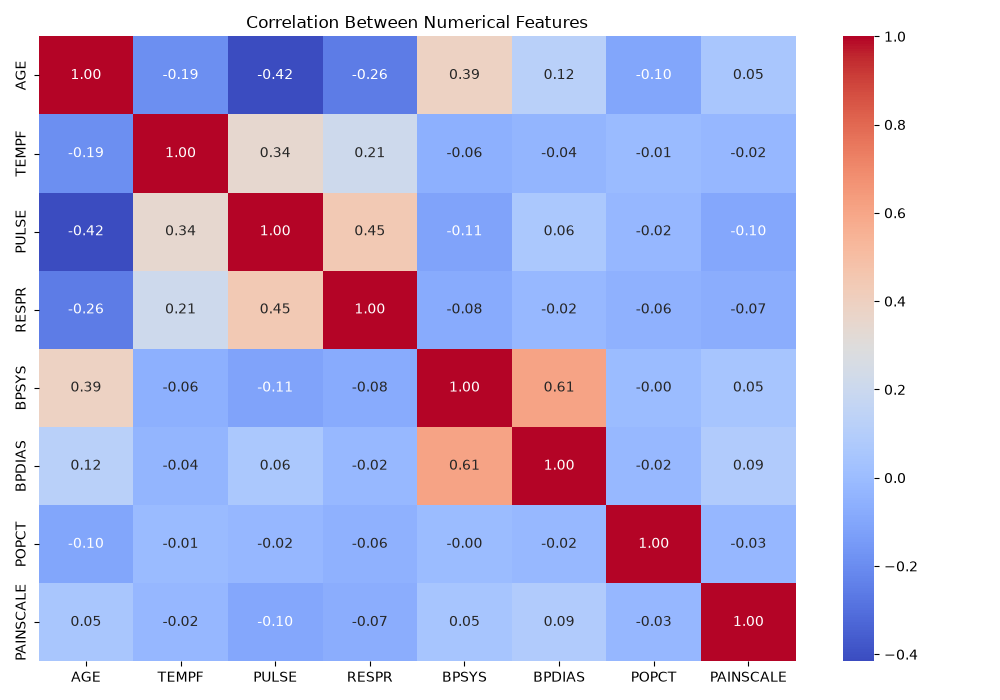 Correlation Between Numerical Features
AGE 1.00 -0.19 -0.42 -0.26 0.39 0.12 -0.10 0.05
TEMPF -0.19 1.00 0.34 0.21 -0.06 -0.04 -0.01 -0.02
PULSE -0.42 0.34 1.00 0.45 -0.11 0.06 -0.02 -0.10
RESPR -0.26 0.21 0.45 1.00 -0.08 -0.02 -0.06 -0.07
BPSYS 0.39 -0.06 -0.11 -0.08 1.00 0.61 -0.00 0.05
BPDIAS 0.12 -0.04 0.06 -0.02 0.61 1.00 -0.02 0.09
POPCT -0.10 -0.01 -0.02 -0.06 -0.00 -0.02 1.00 -0.03
PAINSCALE 0.05 -0.02 -0.10 -0.07 0.05 0.09 -0.03 1.00
AGE TEMPF PULSE RESPR BPSYS BPDIAS POPCT PAINSCALE
1.0
0.8
0.6
0.4
0.2
0.0
−0.2
−0.4